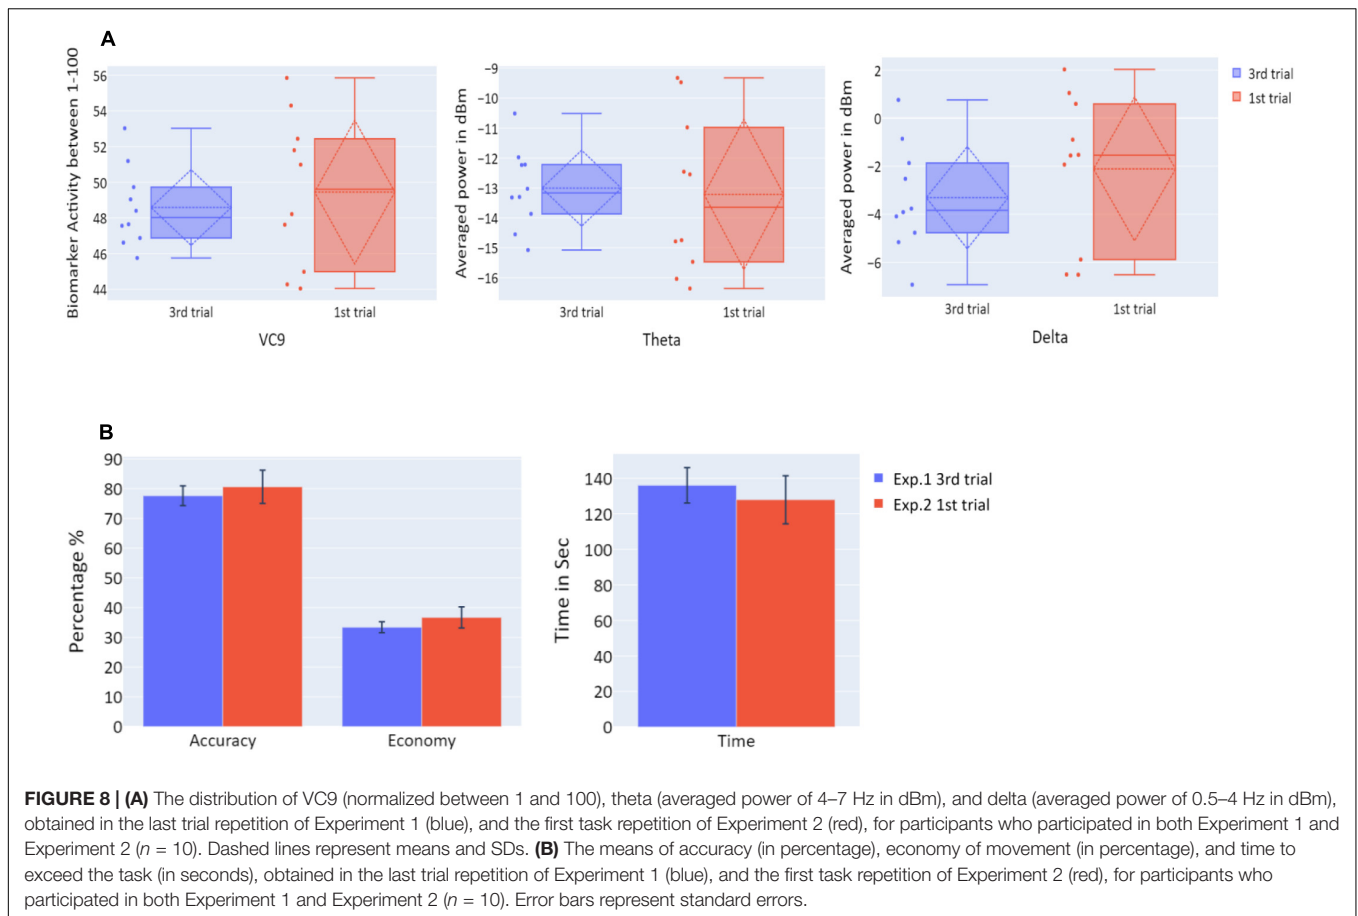 A
Biomarker Activity between 1-100
56
54
52
50
48
46
44
3rd trial
1st trial
VC9
Averaged power in dBm
−9
−10
−11
−12
−13
−14
−15
−16
3rd trial
1st trial
Theta
Averaged power in dBm
2
0
−2
−4
−6
3rd trial
1st trial
Delta
3rd trial
1st trial
B
Percentage %
90
80
70
60
50
40
30
20
10
0
Accuracy
Economy
Time in Sec
140
120
100
80
60
40
20
0
Time
Exp.1 3rd trial
Exp.2 1st trial
FIGURE 8 | (A) The distribution of VC9 (normalized between 1 and 100), theta (averaged power of 4–7 Hz in dBm), and delta (averaged power of 0.5–4 Hz in dBm),
obtained in the last trial repetition of Experiment 1 (blue), and the first task repetition of Experiment 2 (red), for participants who participated in both Experiment 1 and
Experiment 2 (n = 10). Dashed lines represent means and SDs. (B) The means of accuracy (in percentage), economy of movement (in percentage), and time to
exceed the task (in seconds), obtained in the last trial repetition of Experiment 1 (blue), and the first task repetition of Experiment 2 (red), for participants who
participated in both Experiment 1 and Experiment 2 (n = 10). Error bars represent standard errors.